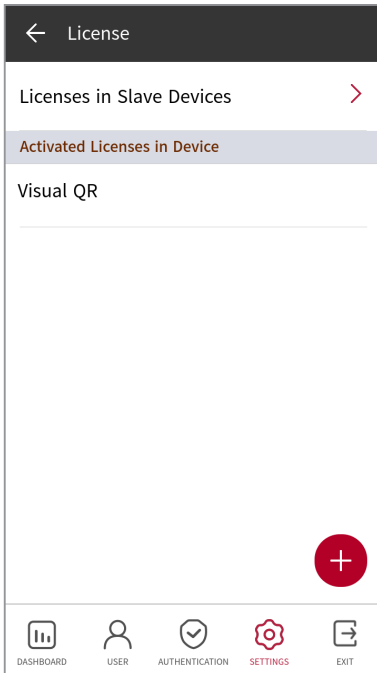 License
Licenses in Slave Devices
Activated Licenses in Device
Visual QR
DASHBOARD USER AUTHENTICATION SETTINGS EXIT